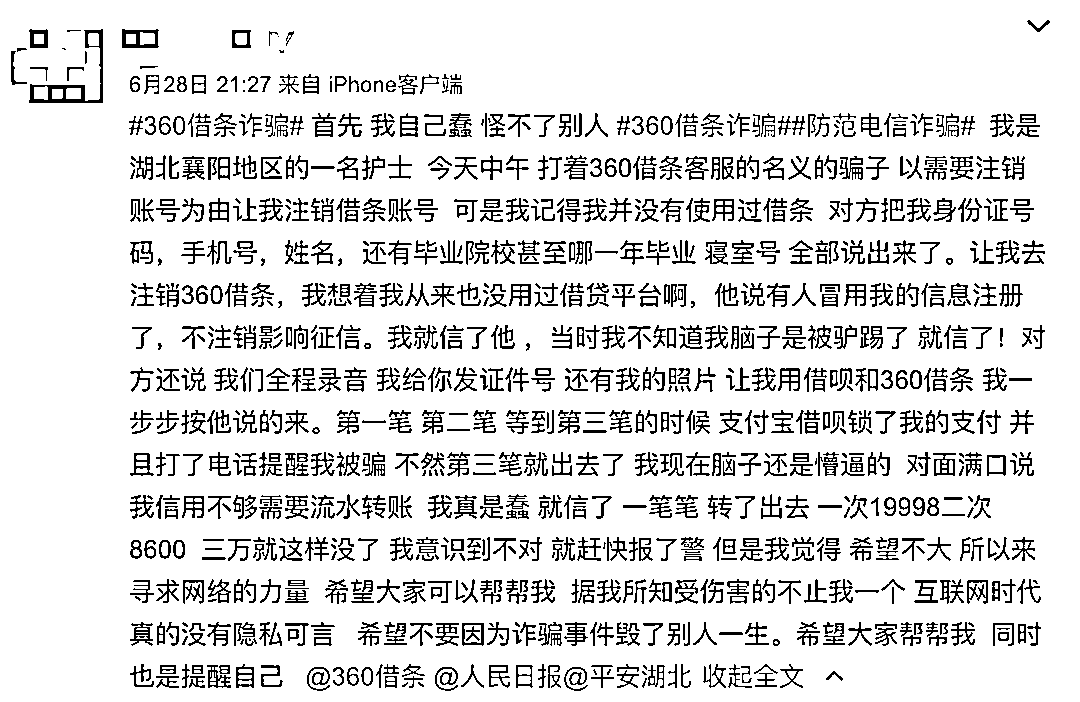 6月28日 21:27 来自 iPhone客户端
#360借条诈骗# 首先 我自己蠢 怪不了别人 #360借条诈骗##防范电信诈骗# 我是
湖北襄阳地区的一名护士 今天中午 打着360借条客服的名义的骗子 以需要注销
账号为由让我注销借条账号 可是我记得我并没有使用过借条 对方把我身份证号
码，手机号，姓名，还有毕业院校甚至哪一年毕业 寝室号 全部说出来了。让我去
注销360借条，我想着我从来也没用过借贷平台啊，他说有人冒用我的信息注册
了，不注销影响征信。我就信了他 ，当时我不知道我脑子是被驴踢了 就信了！对
方还说 我们全程录音 我给你发证件号 还有我的照片 让我用借呗和360借条 我一
步步按他说的来。第一笔 第二笔 等到第三笔的时候 支付宝借呗锁了我的支付 并
且打了电话提醒我被骗 不然第三笔就出去了 我现在脑子还是懵逼的 对面满口说
我信用不够需要流水转账 我真是蠢 就信了 一笔笔 转了出去 一次19998二次
8600 三万就这样没了 我意识到不对 就赶快报了警 但是我觉得 希望不大 所以来
寻求网络的力量 希望大家可以帮帮我 据我所知受伤害的不止我一个 互联网时代
真的没有隐私可言 希望不要因为诈骗事件毁了别人一生。希望大家帮帮我 同时
也是提醒自己 @360借条 @人民日报@平安湖北 收起全文